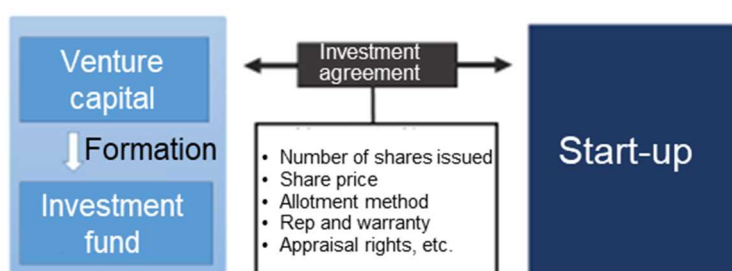 Venture
capital
Formation
Investment
fund
Investment
agreement
• Number of shares issued
• Share price
• Allotment method
• Rep and warranty
• Appraisal rights, etc.
Start-up